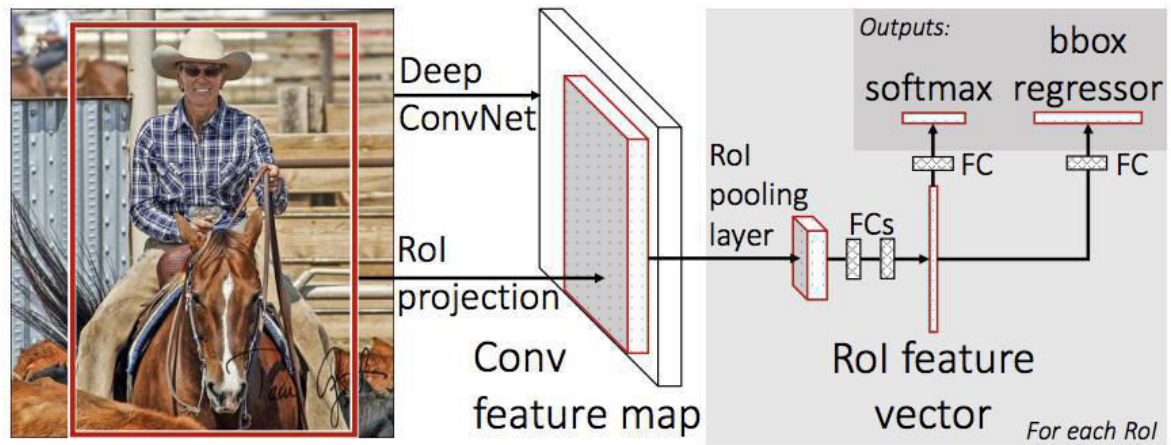 Deep
ConvNet
RoI
projection
Conv
feature map
RoI
pooling
layer
FCs
RoI feature
vector
Outputs:
softmax
bbox
regressor
FC
FC
For each RoI